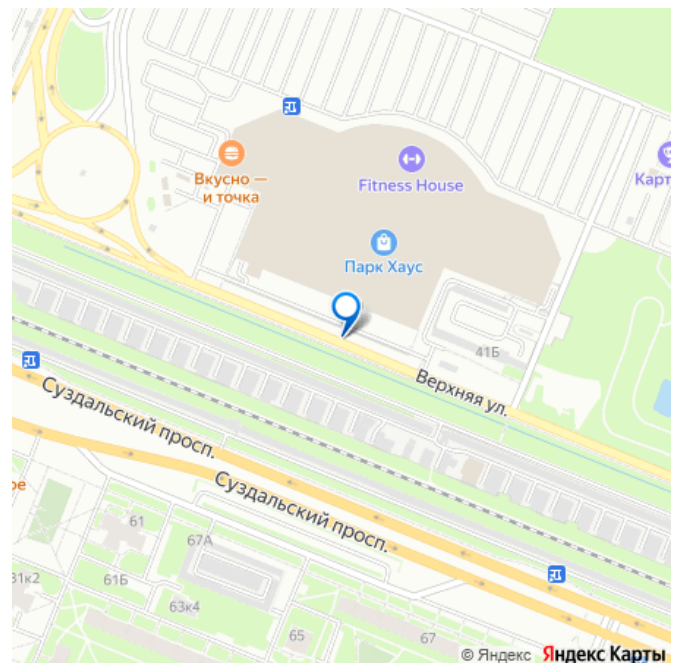 Вкусно —
и точка
Fitness House
Карт
Парк Хаус
41Б
Верхняя ул.
Суздальский просп.
Суздальский просп.
ое
61
67А
31к2
61Б
63к4
65
67
© Яндекс Яндекс Карты